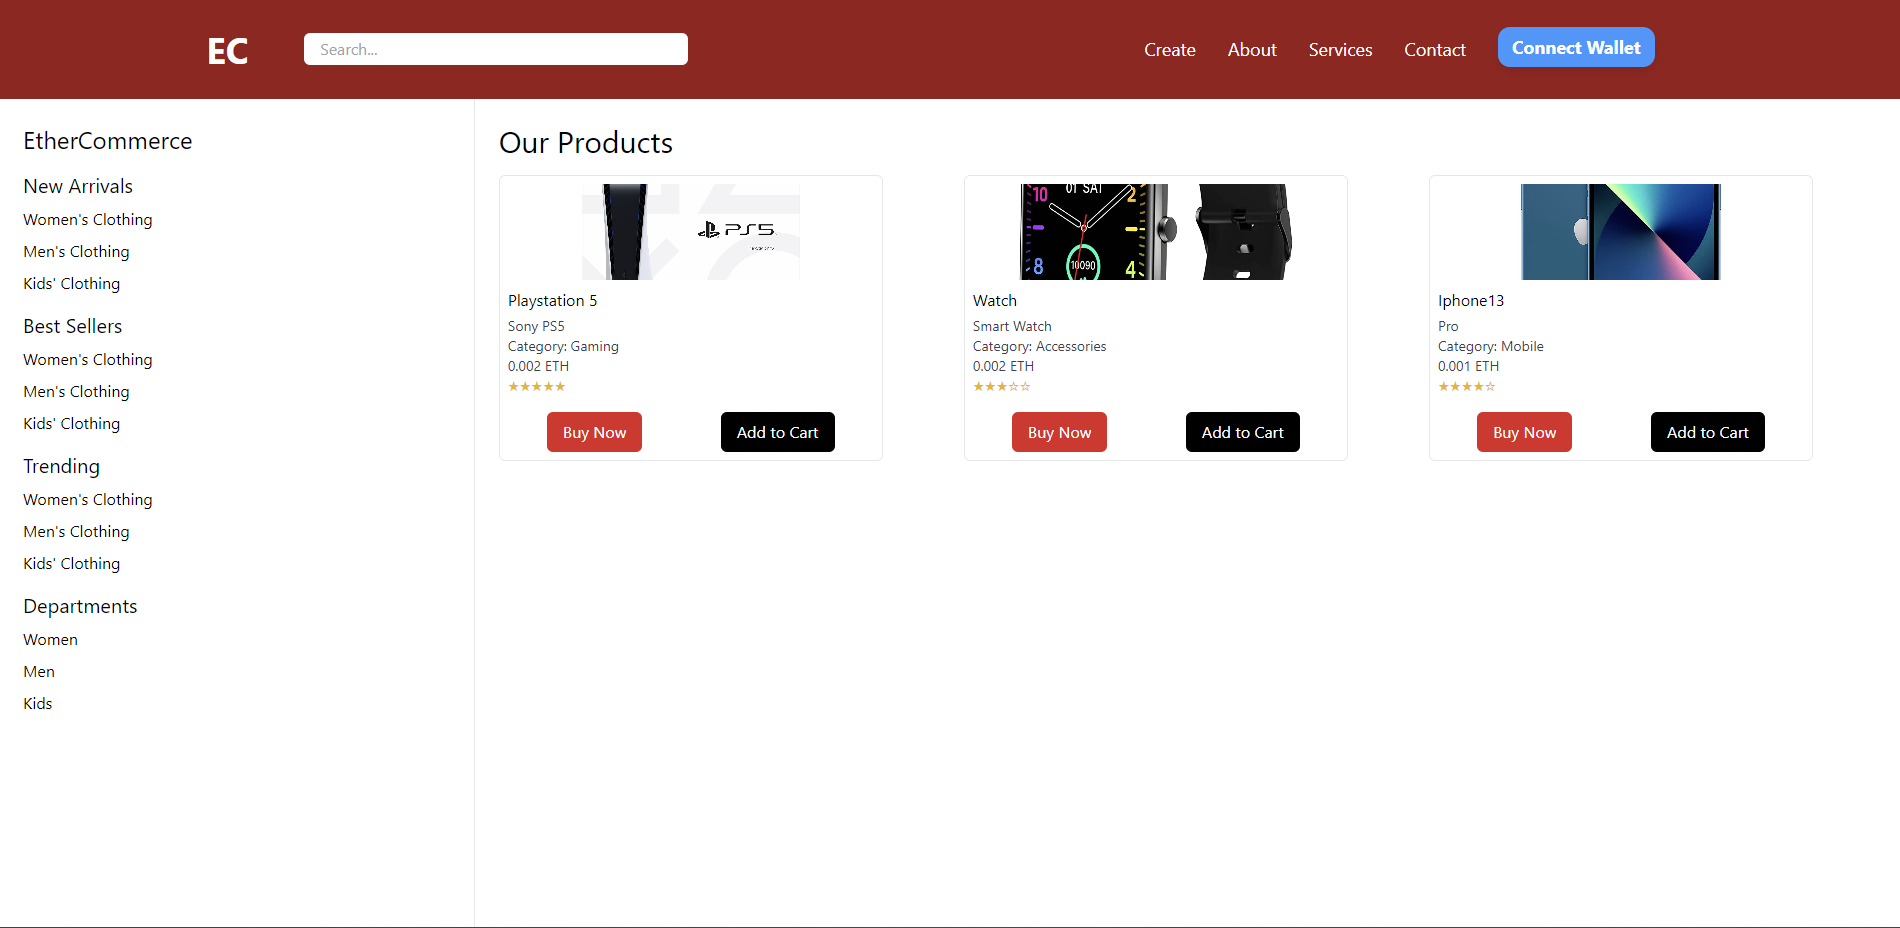 EC
Search...
Create
About
Services
Contact
Connect Wallet
EtherCommerce
New Arrivals
Women's Clothing
Men's Clothing
Kids' Clothing
Best Sellers
Women's Clothing
Men's Clothing
Kids' Clothing
Trending
Women's Clothing
Men's Clothing
Kids' Clothing
Departments
Women
Men
Kids
Our Products
PS5
Playstation 5
Sony PS5
Category: Gaming
0.002 ETH
★★★★★
Buy Now
Add to Cart
01 SAT
10
2
8
10090
4
Watch
Smart Watch
Category: Accessories
0.002 ETH
★★★☆☆
Buy Now
Add to Cart
Iphone13
Pro
Category: Mobile
0.001 ETH
★★★★☆
Buy Now
Add to Cart